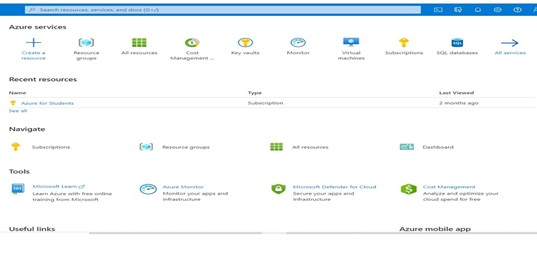 Search resources, services, and docs (G+/)
Azure services
Create a resource
Resource groups
All resources
Cost Management ...
Key vaults
Monitor
Virtual machines
Subscriptions
SQL databases
All services
Recent resources
Name Type Last Viewed
Azure for Students Subscription 2 months ago
See all
Navigate
Subscriptions Resource groups All resources Dashboard
Tools
Microsoft Learn
Learn Azure with free online training from Microsoft
Azure Monitor
Monitor your apps and infrastructure
Microsoft Defender for Cloud
Secure your apps and infrastructure
Cost Management
Analyze and optimize your cloud spend for free
Useful links Azure mobile app